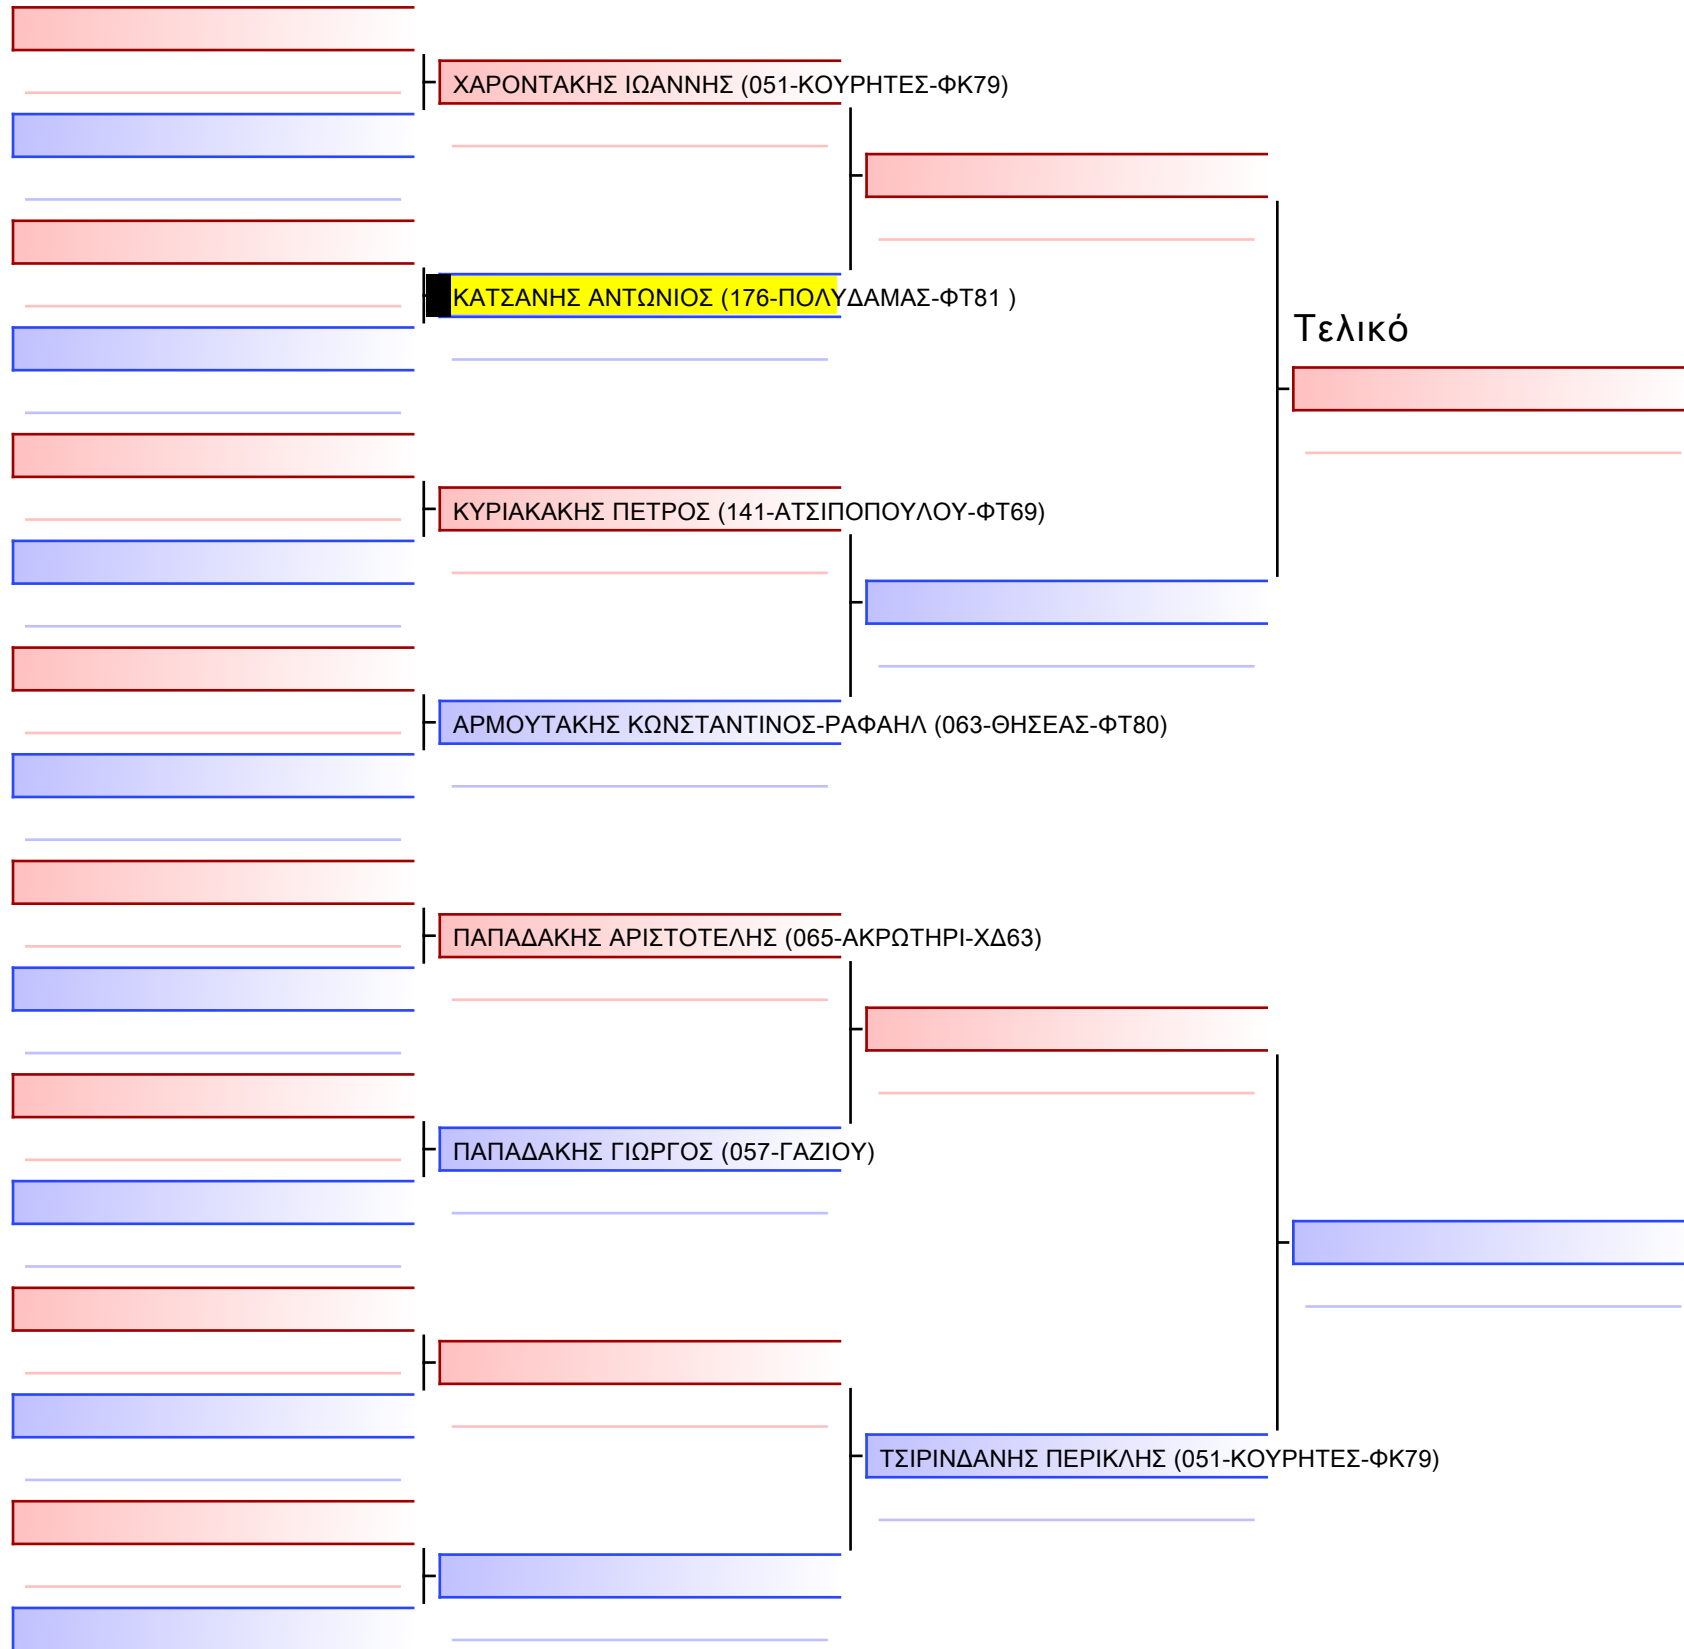 ΧΑΡΟΝΤΑΚΗΣ ΙΩΑΝΝΗΣ (051-ΚΟΥΡΗΤΕΣ-ΦΚ79)
ΚΑΤΣΑΝΗΣ ΑΝΤΩΝΙΟΣ (176-ΠΟΛΥΔΑΜΑΣ-ΦΤ81 )
Τελικό
ΚΥΡΙΑΚΑΚΗΣ ΠΕΤΡΟΣ (141-ΑΤΣΙΠΟΠΟΥΛΟΥ-ΦΤ69)
ΑΡΜΟΥΤΑΚΗΣ ΚΩΝΣΤΑΝΤΙΝΟΣ-ΡΑΦΑΗΛ (063-ΘΗΣΕΑΣ-ΦΤ80)
ΠΑΠΑΔΑΚΗΣ ΑΡΙΣΤΟΤΕΛΗΣ (065-ΑΚΡΩΤΗΡΙ-ΧΔ63)
ΠΑΠΑΔΑΚΗΣ ΓΙΩΡΓΟΣ (057-ΓΑΖΙΟΥ)
ΤΣΙΡΙΝΔΑΝΗΣ ΠΕΡΙΚΛΗΣ (051-ΚΟΥΡΗΤΕΣ-ΦΚ79)